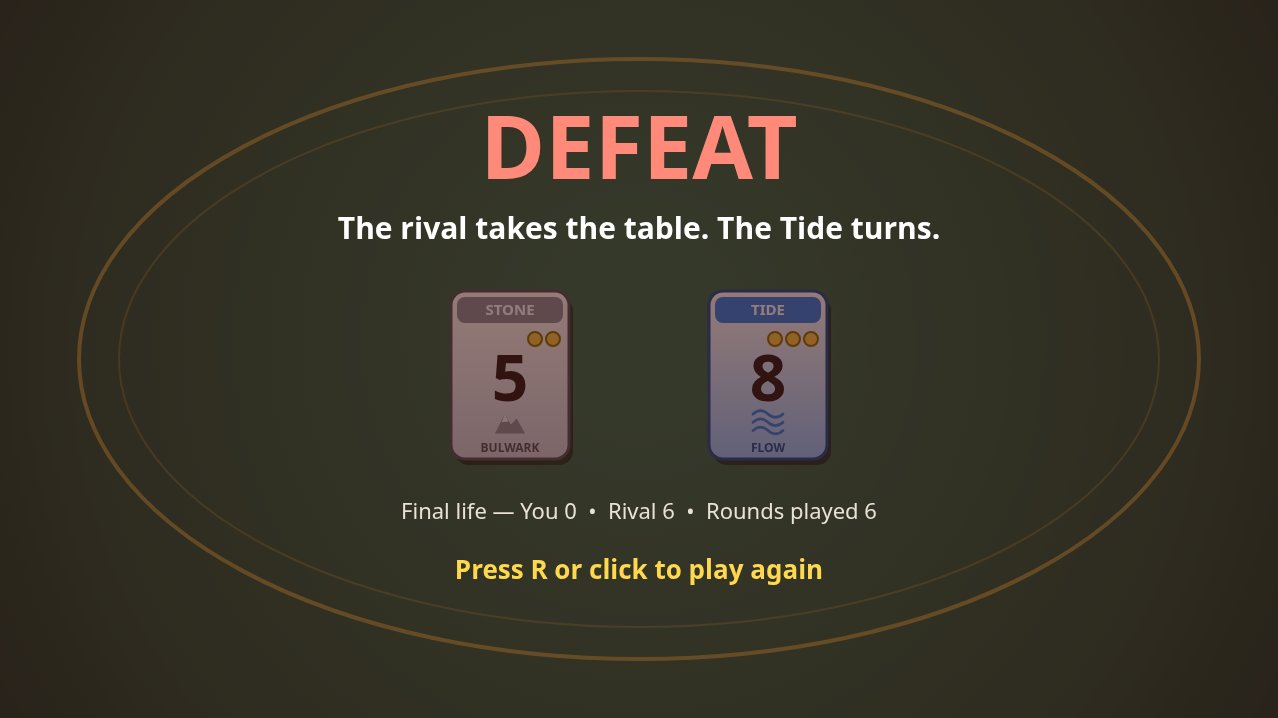 DEFEAT
The rival takes the table. The Tide turns.
STONE
5
BULWARK
TIDE
8
FLOW
Final life — You 0 • Rival 6 • Rounds played 6
Press R or click to play again